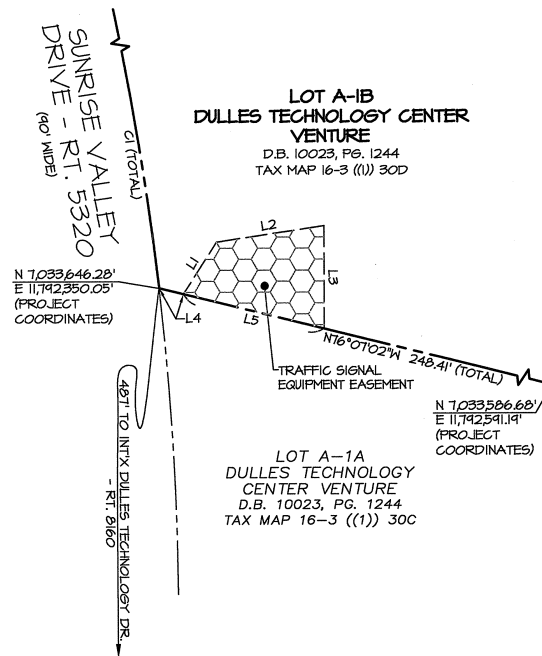 SUNRISE VALLEY
DRIVE - RT. 5320
(90' WIDE)
C1 (TOTAL)
LOT A-1B
DULLES TECHNOLOGY CENTER
VENTURE
D.B. 10023, PG. 1244
TAX MAP 16-3 ((1)) 30D
L2
L1
L3
L4
L5
N 7,033,646.28'
E 11,792,350.05'
(PROJECT
COORDINATES)
N76°07'02"W 248.41' (TOTAL)
TRAFFIC SIGNAL
EQUIPMENT EASEMENT
N 7,033,586.68'
E 11,792,591.19'
(PROJECT
COORDINATES)
487' TO INT'X DULLES TECHNOLOGY DR.
- RT. 8160
LOT A-1A
DULLES TECHNOLOGY
CENTER VENTURE
D.B. 10023, PG. 1244
TAX MAP 16-3 ((1)) 30C